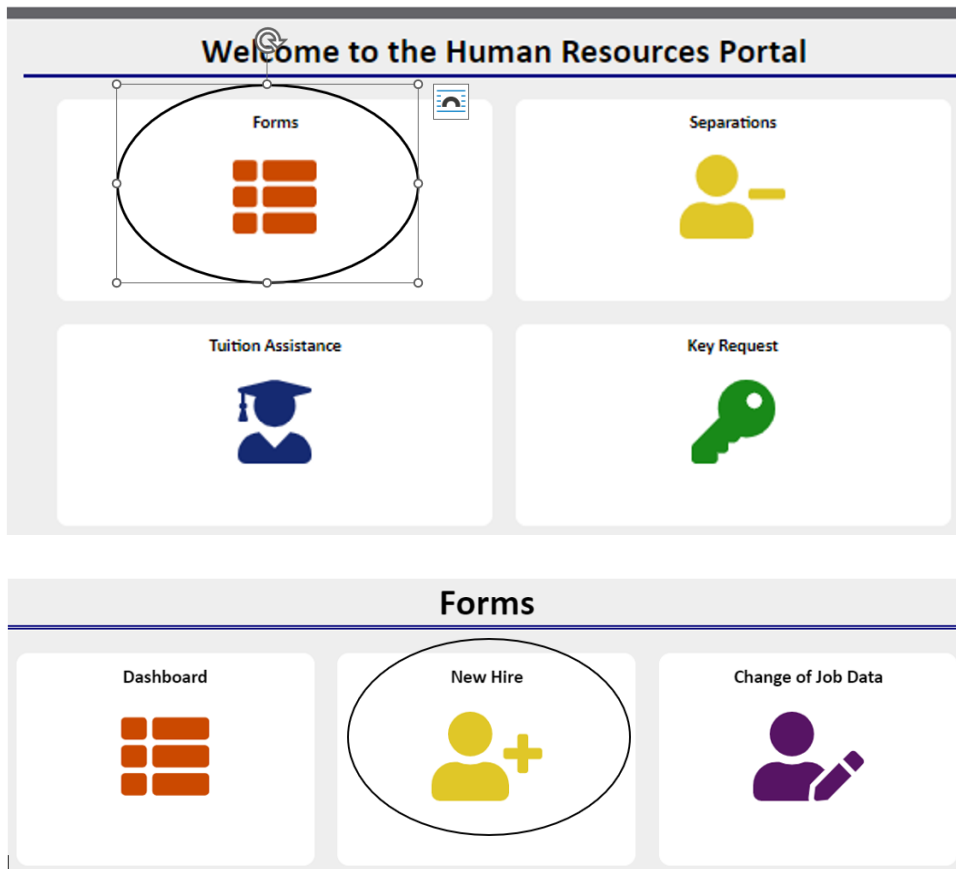 Welcome to the Human Resources Portal
Forms
Separations
Tuition Assistance
Key Request
Forms
Dashboard
New Hire
Change of Job Data